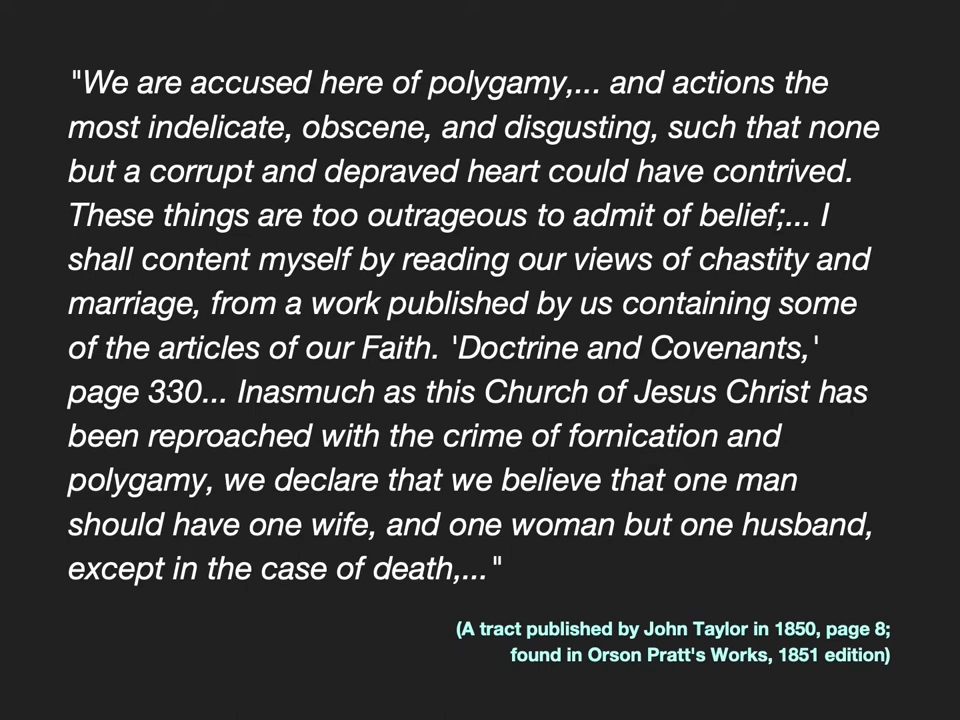 "We are accused here of polygamy,... and actions the
most indelicate, obscene, and disgusting, such that none
but a corrupt and depraved heart could have contrived.
These things are too outrageous to admit of belief;... I
shall content myself by reading our views of chastity and
marriage, from a work published by us containing some
of the articles of our Faith. 'Doctrine and Covenants,'
page 330... Inasmuch as this Church of Jesus Christ has
been reproached with the crime of fornication and
polygamy, we declare that we believe that one man
should have one wife, and one woman but one husband,
except in the case of death,..."
(A tract published by John Taylor in 1850, page 8;
found in Orson Pratt's Works, 1851 edition)